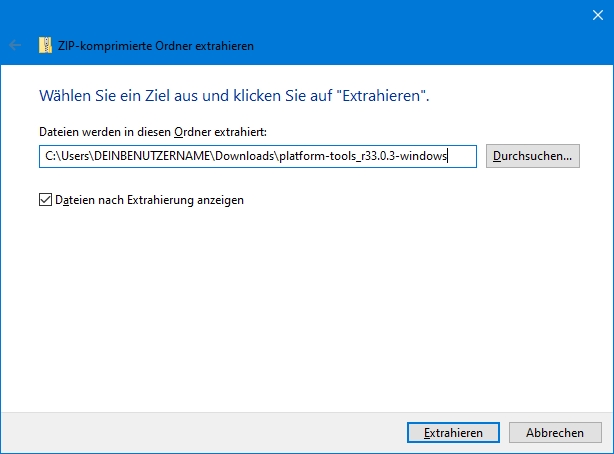 ZIP-komprimierte Ordner extrahieren
Wählen Sie ein Ziel aus und klicken Sie auf "Extrahieren".
Dateien werden in diesen Ordner extrahiert:
C:\Users\DEINBENUTZERNAME\Downloads\platform-tools_r33.0.3-windows
Durchsuchen...
Dateien nach Extrahierung anzeigen
Extrahieren
Abbrechen